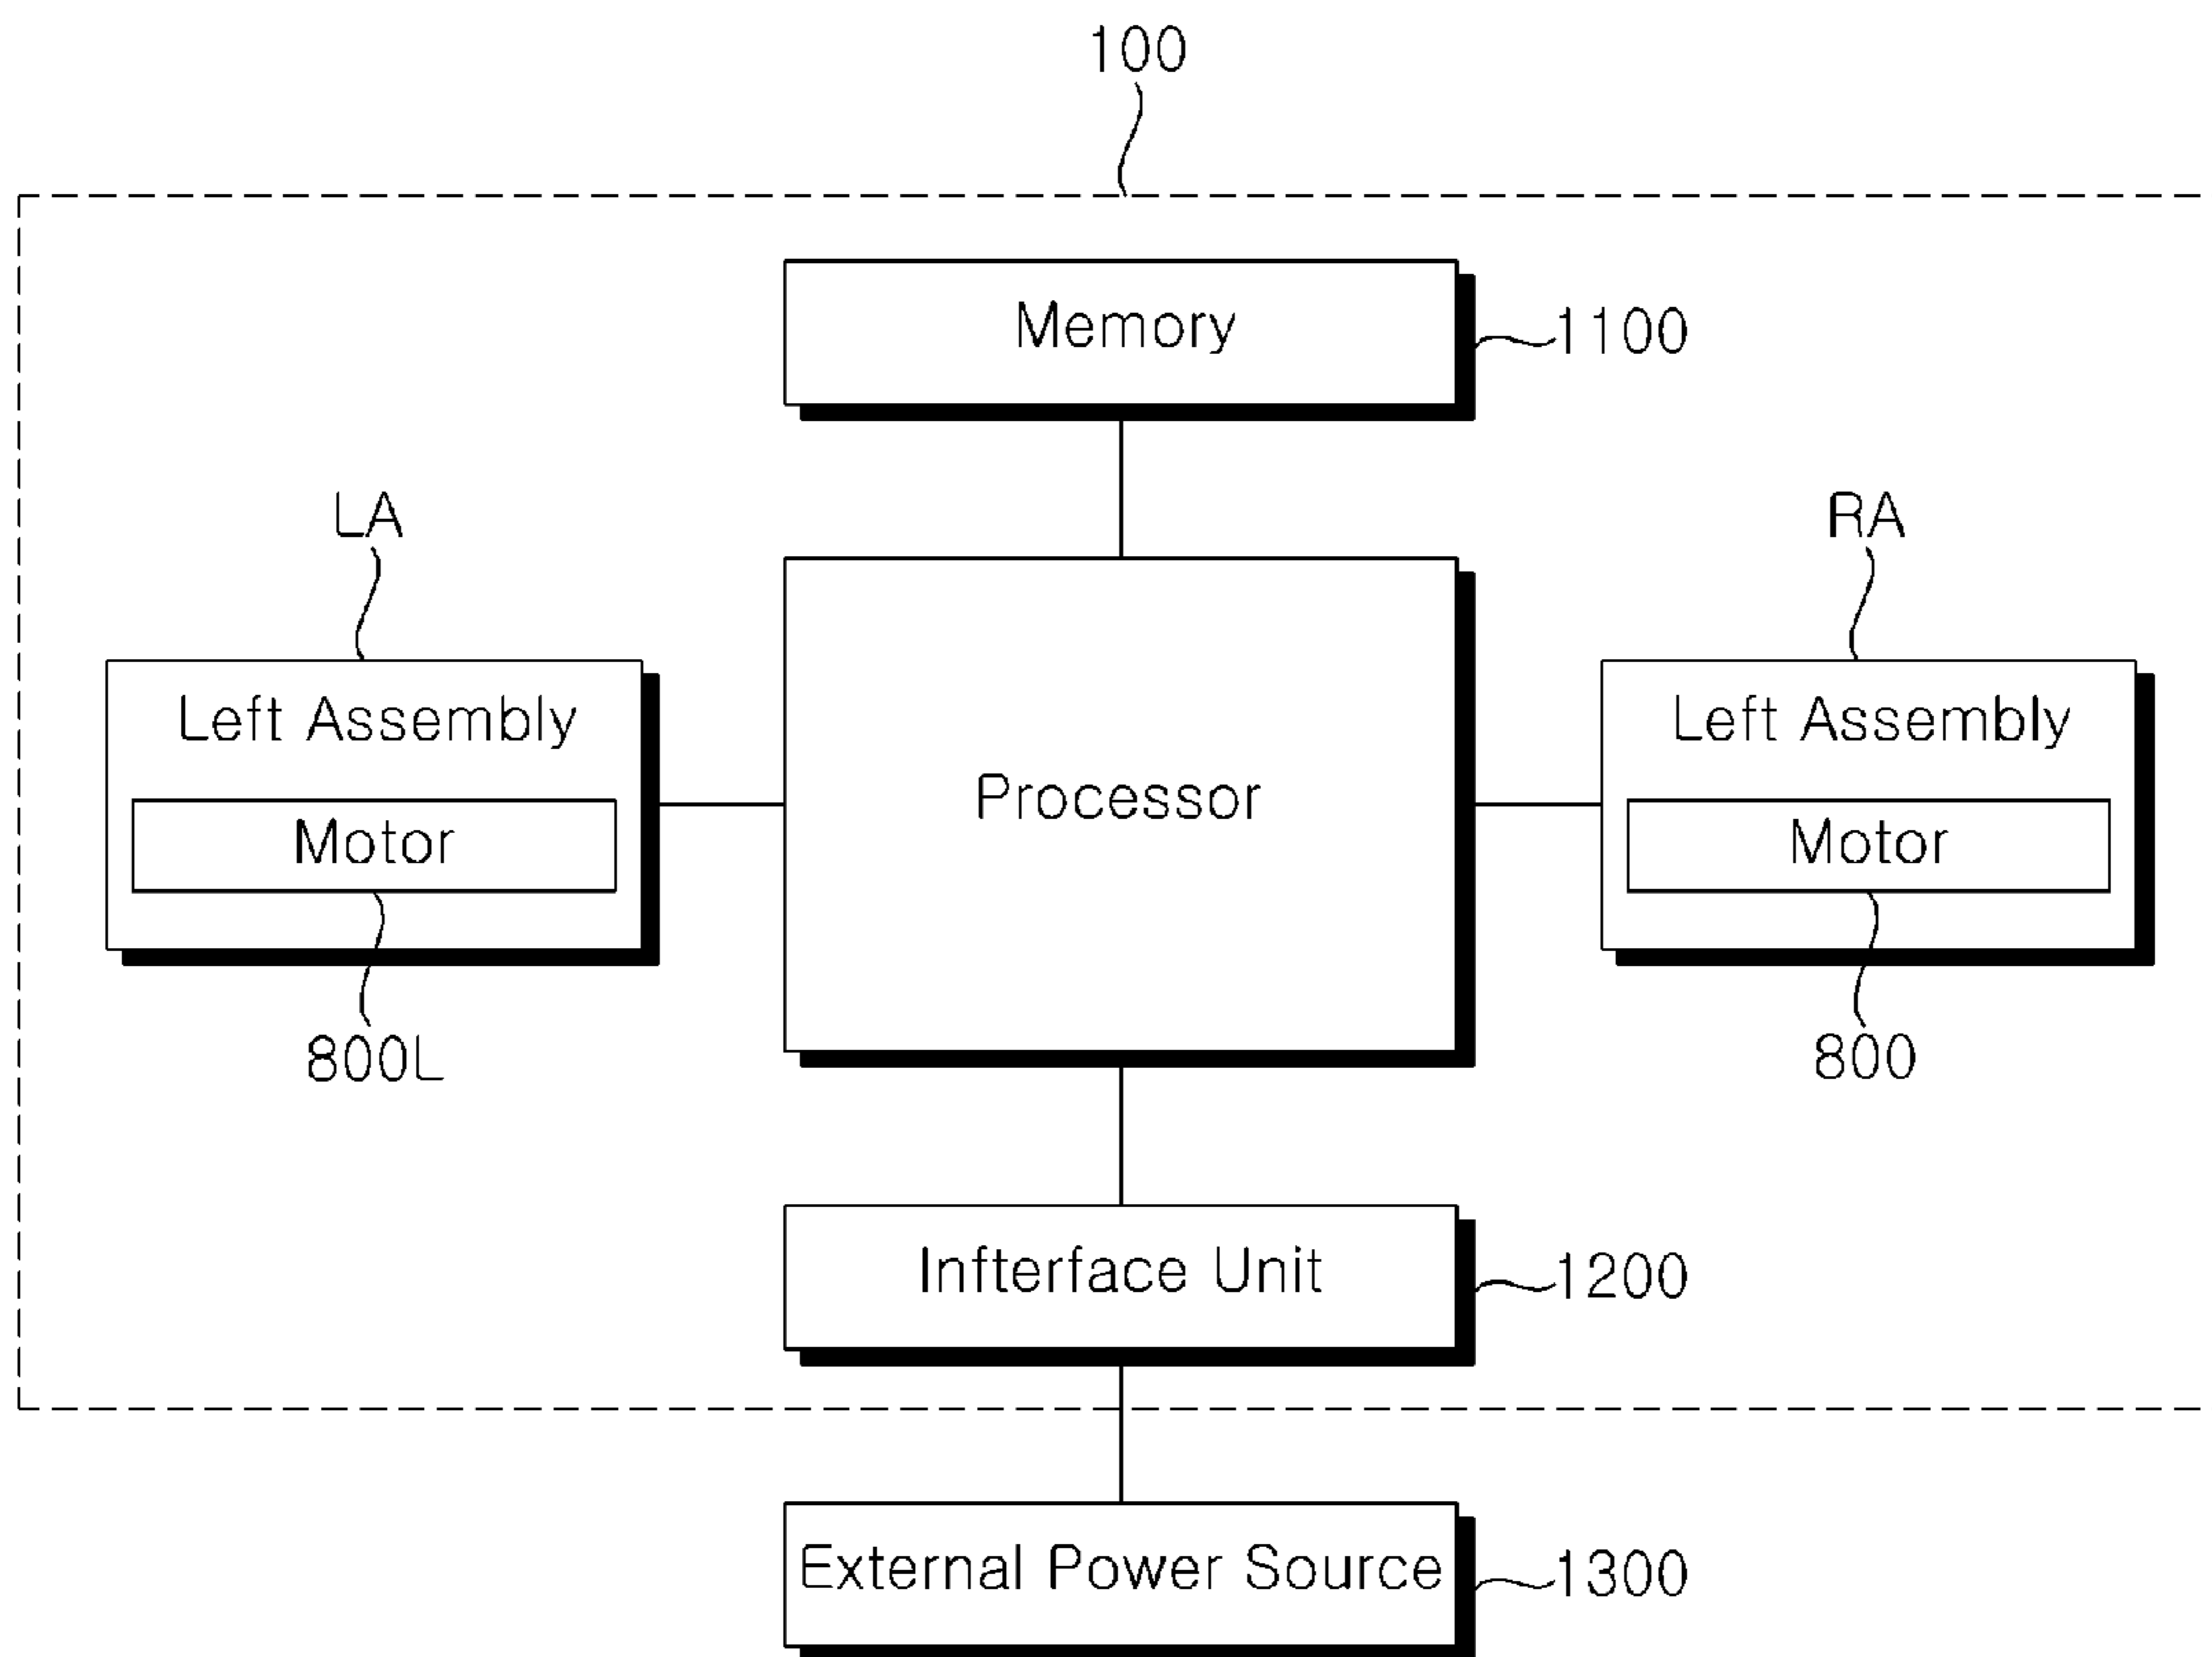 100
Memory
1100
LA
RA
Left Assembly
Motor
800L
Processor
Left Assembly
Motor
800
Infterface Unit
1200
External Power Source
1300